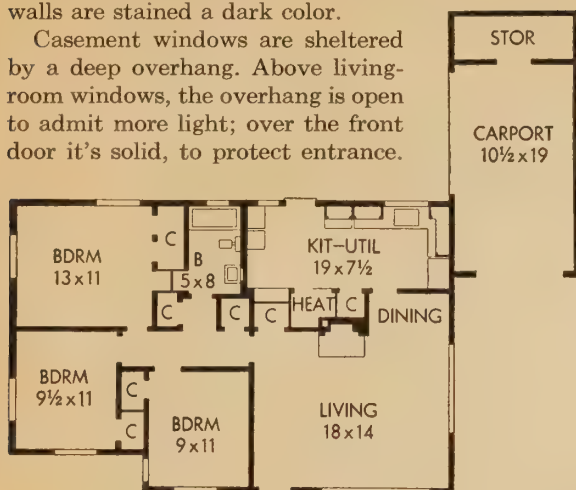 walls are stained a dark color.
Casement windows are sheltered
by a deep overhang. Above living-
room windows, the overhang is open
to admit more light; over the front
door it's solid, to protect entrance.
STOR
CARPORT
10½ x 19
BDRM
13 x 11
C
B
5 x 8
KIT–UTIL
19 x 7½
C
C
C
HEAT
C
DINING
BDRM
9½ x 11
C
C
BDRM
9 x 11
LIVING
18 x 14